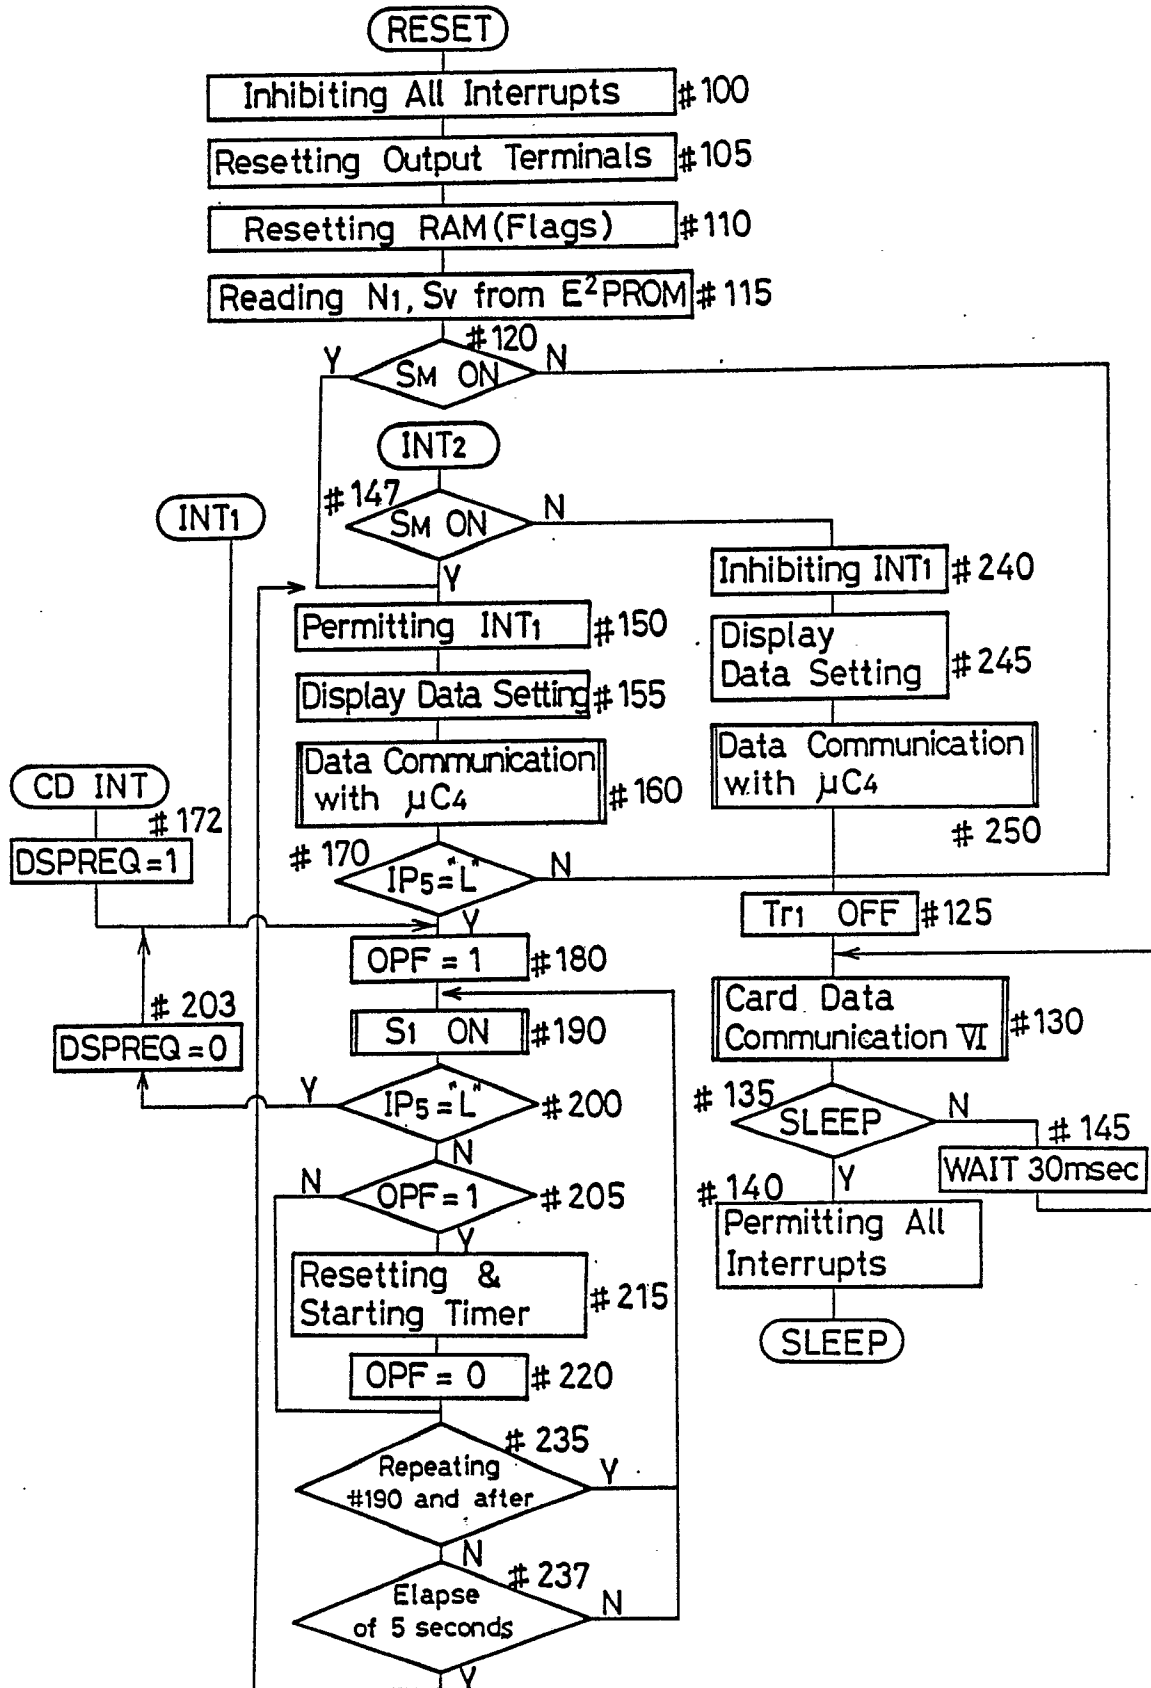 RESET
Inhibiting All Interrupts #100
Resetting Output Terminals #105
Resetting RAM(Flags) #110
Reading N1, Sv from E²PROM #115
#120
Y
SM ON
N
INT2
#147
SM ON
N
Y
INT1
Permitting INT1 #150
Display Data Setting #155
Data Communication
with µC4
#160
#170
IP5="L"
N
Y
CD INT
#172
DSPREQ=1
OPF=1 #180
S1 ON #190
#203
DSPREQ=0
Y
IP5="L"
#200
N
N
OPF=1
#205
Y
Resetting &
Starting Timer
#215
OPF = 0 #220
#235
Repeating
#190 and after
Y
N
#237
Elapse
of 5 seconds
N
Y
Inhibiting INT1 #240
Display
Data Setting
#245
Data Communication
with µC4
#250
Tr1 OFF #125
Card Data
Communication VI
#130
#135
SLEEP
N
#145
WAIT 30msec
Y
#140
Permitting All
Interrupts
SLEEP